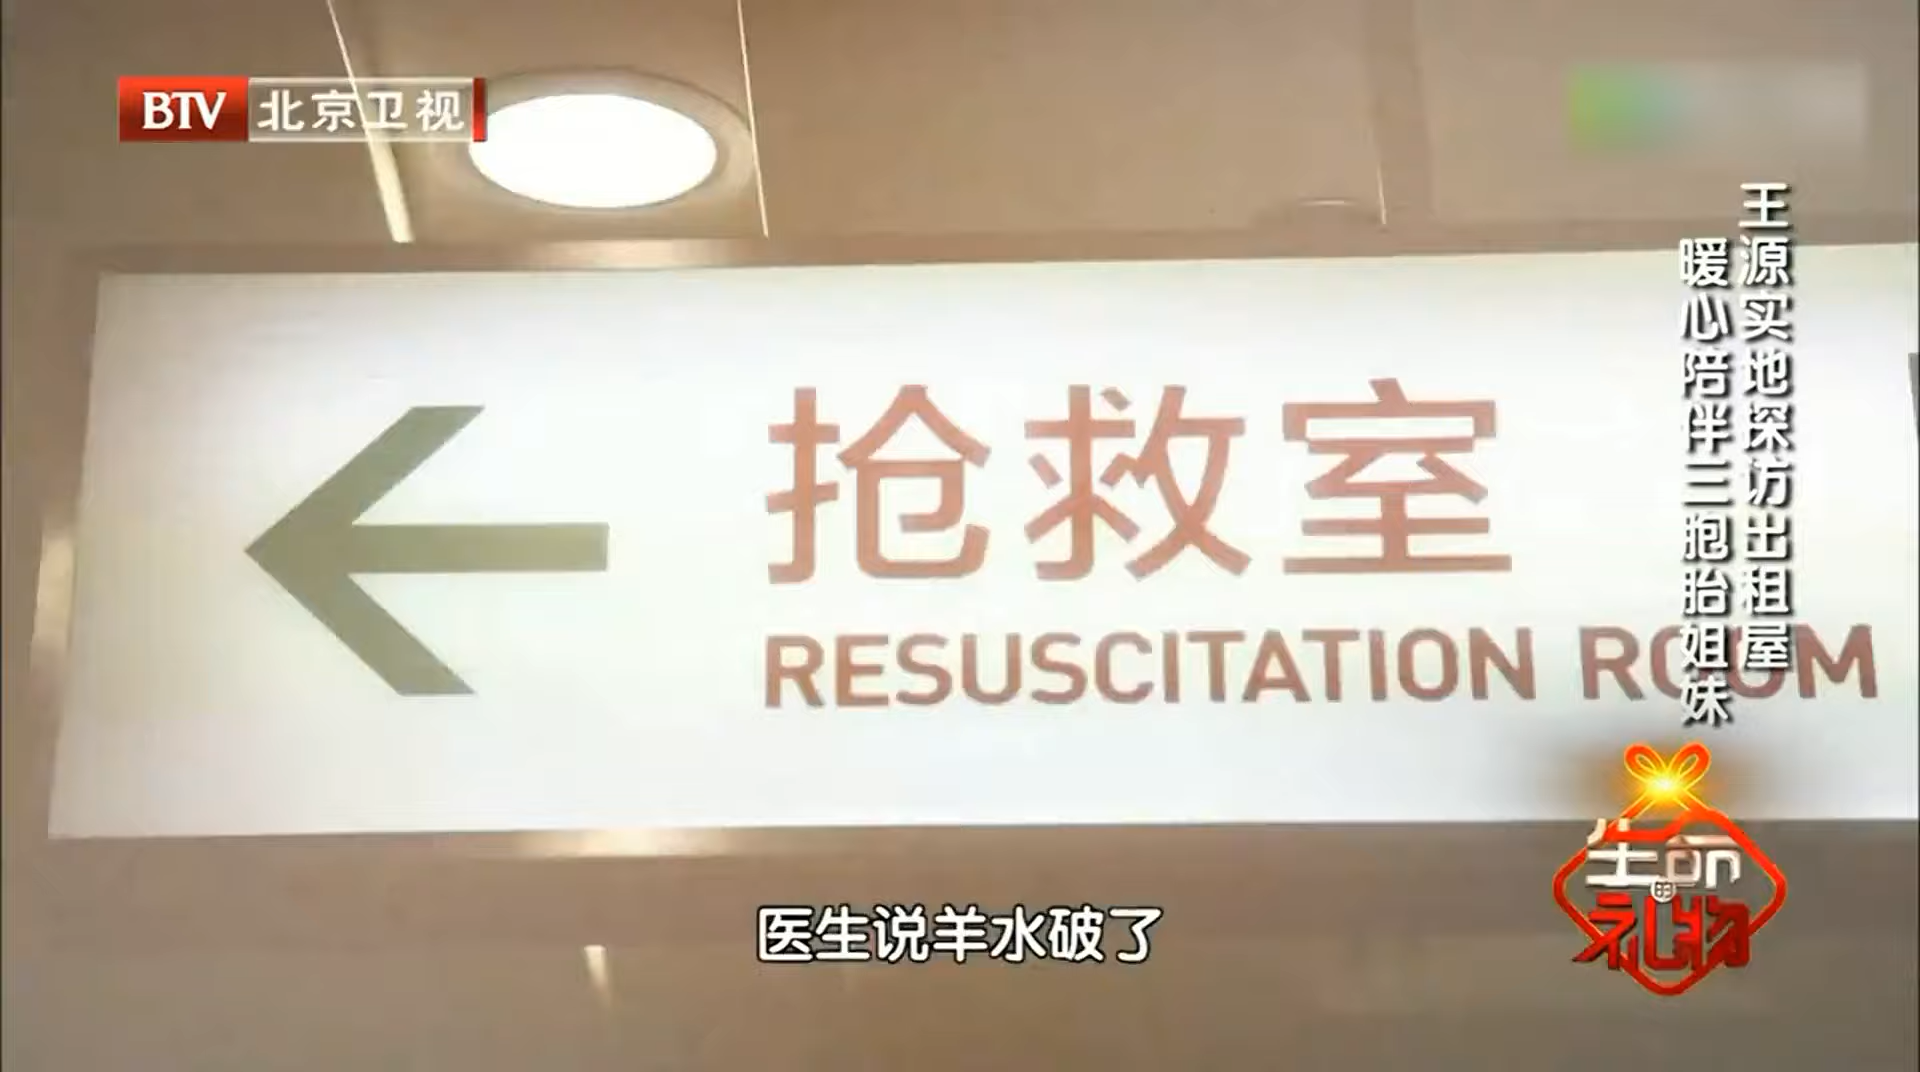 BTV 北京卫视
王源实地探访出租屋
暖心陪伴三胞胎姐妹
抢救室
RESUSCITATION ROOM
生命的礼物
医生说羊水破了